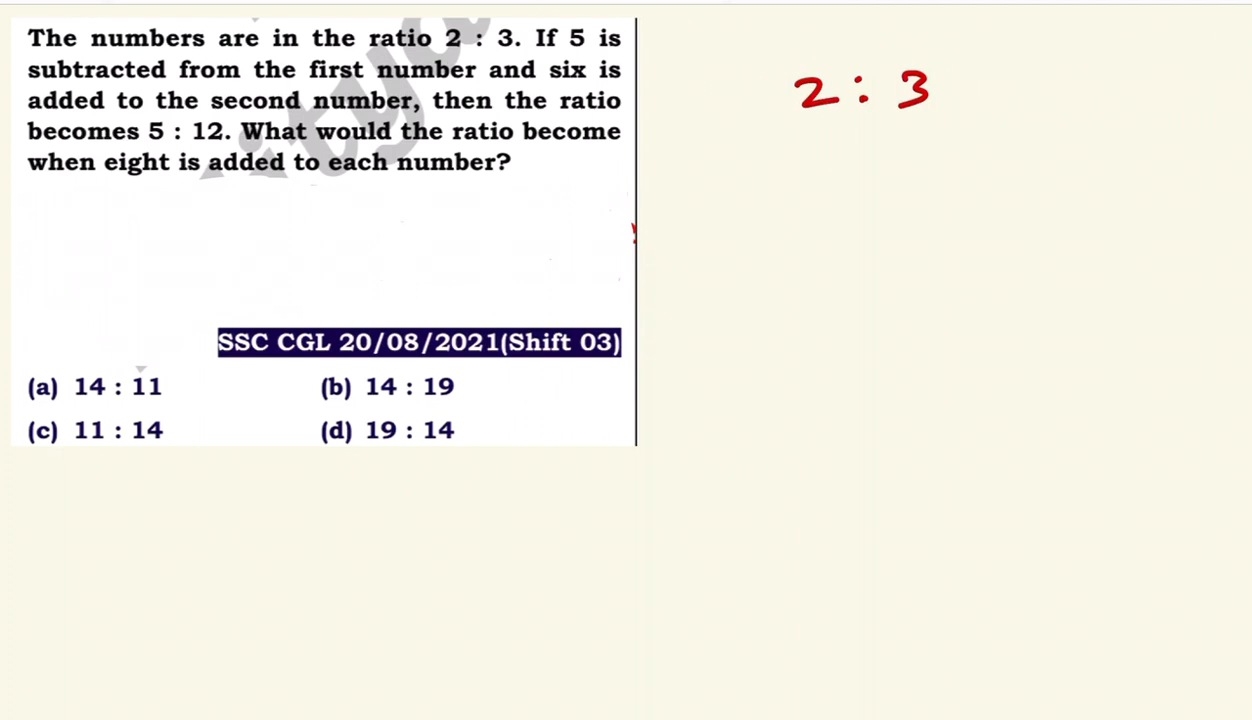 The numbers are in the ratio 2 : 3. If 5 is
subtracted from the first number and six is
added to the second number, then the ratio
becomes 5 : 12. What would the ratio become
when eight is added to each number?
2 : 3
SSC CGL 20/08/2021(Shift 03)
(a) 14 : 11 (b) 14 : 19
(c) 11 : 14 (d) 19 : 14